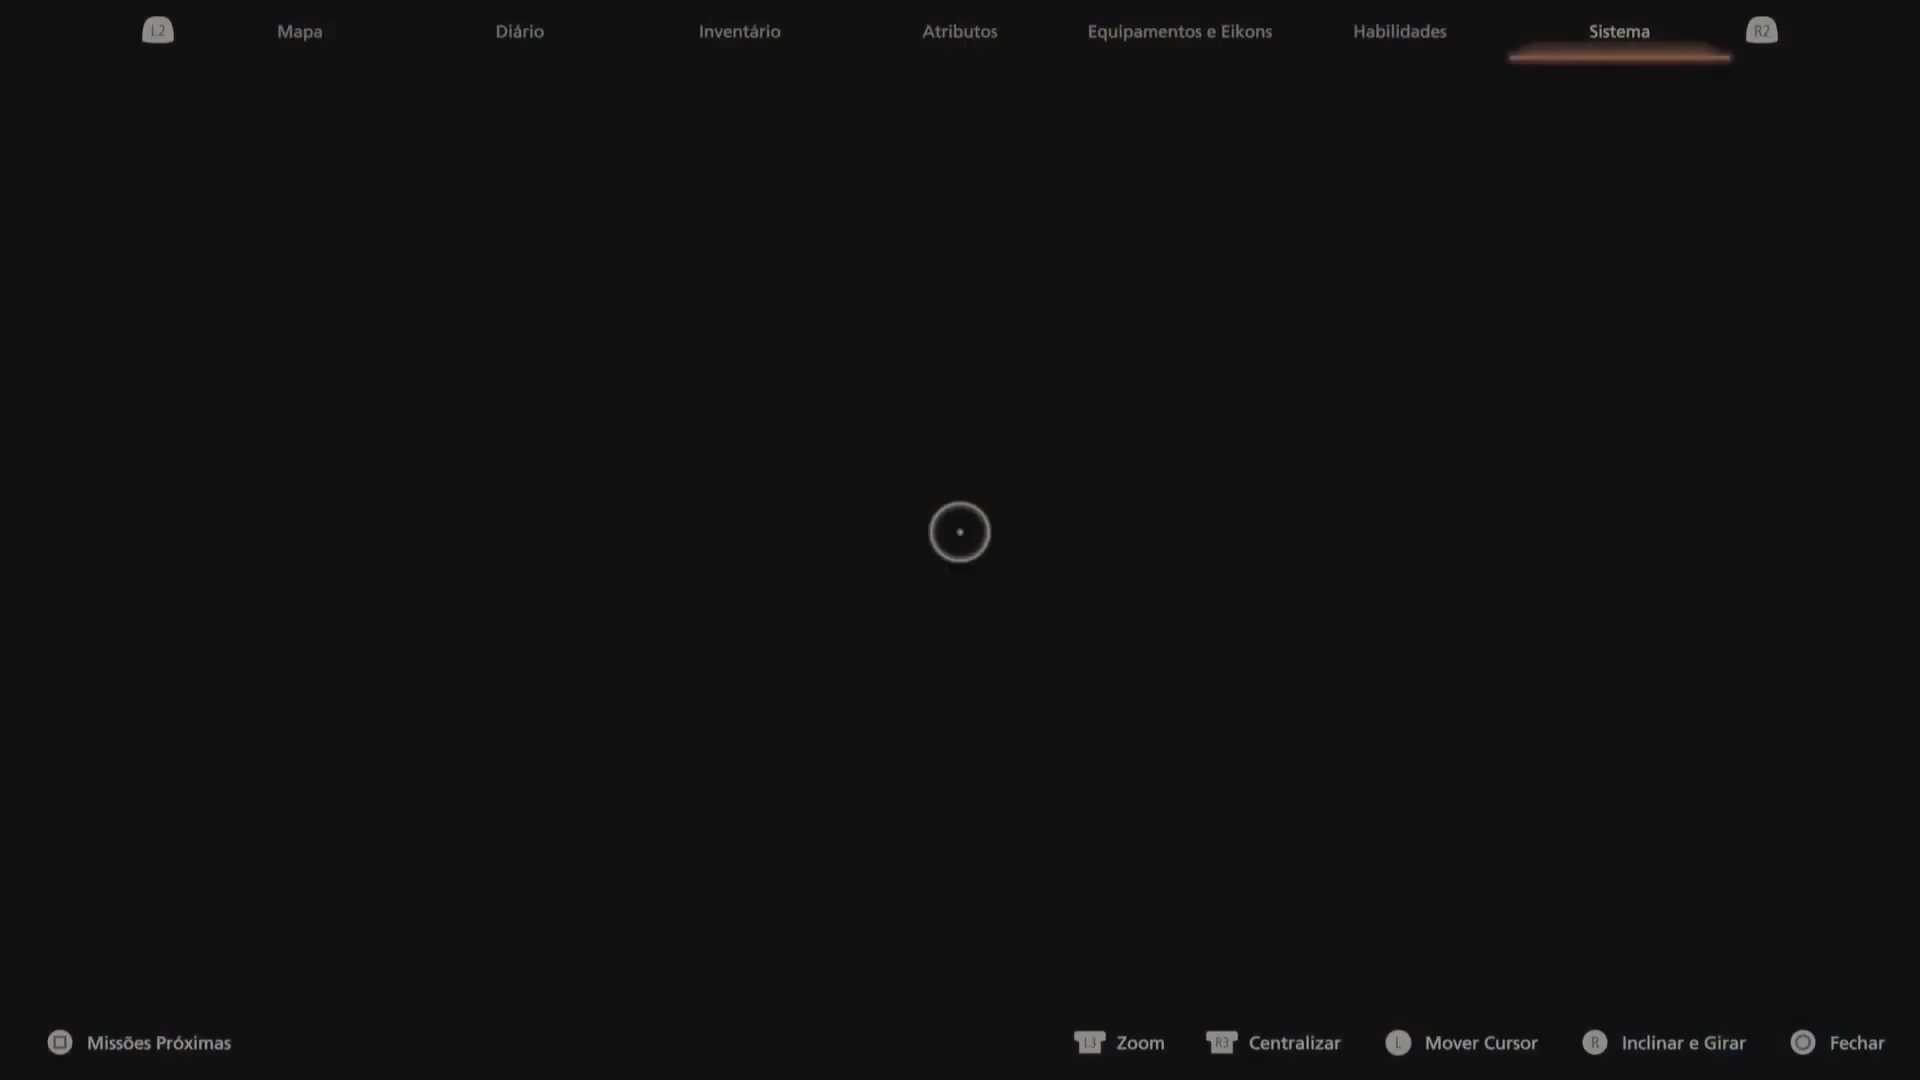 L2 Mapa Diário Inventário Atributos Equipamentos e Eikons Habilidades Sistema R2
Missões Próximas L3 Zoom R3 Centralizar L Mover Cursor R Inclinar e Girar Fechar